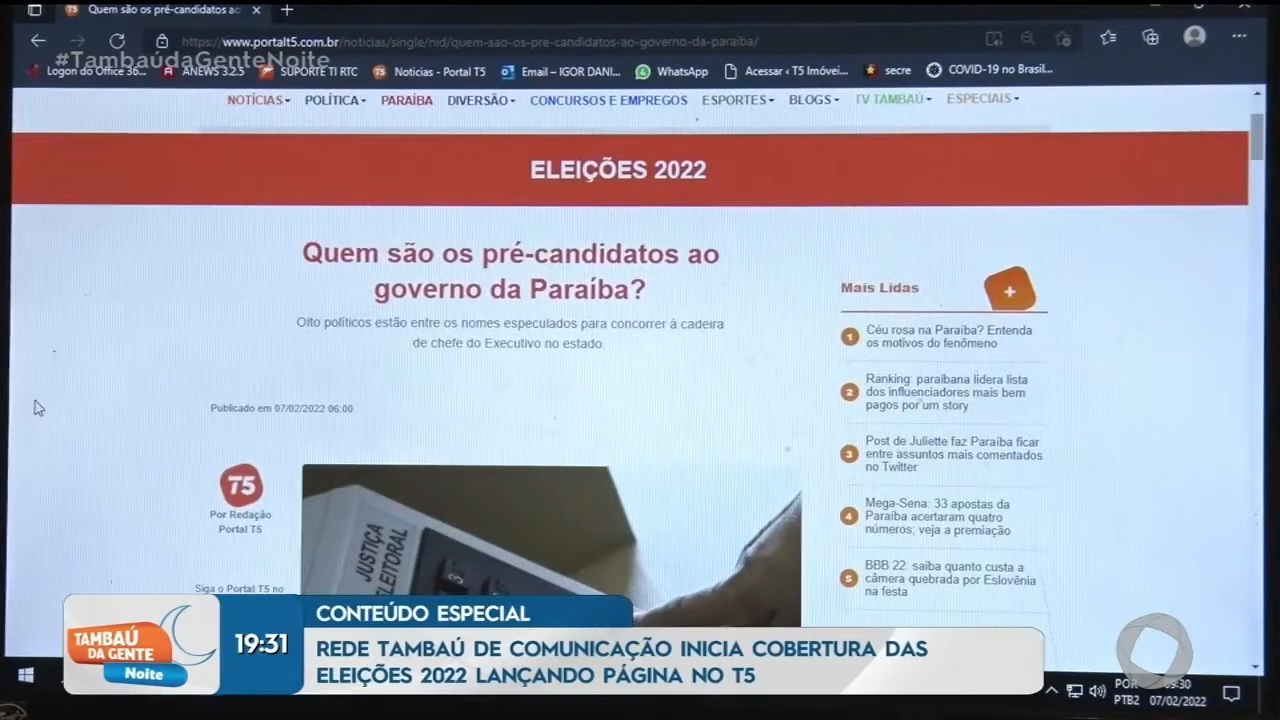 Quem são os pré-candidatos ao
https://www.portalt5.com.br/noticias/single/nid/quem-sao-os-pre-candidatos-ao-governo-da-paraiba/
#TambaúdaGenteNoite
Logon do Office 36...
ANEWS 3.2.5
SUPORTE TI RTC
Noticias - Portal T5
Email – IGOR DANI...
WhatsApp
Acessar ‹ T5 Imóvei...
secre
COVID-19 no Brasil...
NOTÍCIAS
POLÍTICA
PARAÍBA
DIVERSÃO
CONCURSOS E EMPREGOS
ESPORTES
BLOGS
TV TAMBAÚ
ESPECIAIS
ELEIÇÕES 2022
Quem são os pré-candidatos ao
governo da Paraíba?
Oito políticos estão entre os nomes especulados para concorrer à cadeira
de chefe do Executivo no estado.
Publicado em 07/02/2022 06:00
T5
Por Redação
Portal T5
Siga o Portal T5 no
JUSTIÇA
ELEITORAL
Mais Lidas
+
1
Céu rosa na Paraíba? Entenda
os motivos do fenômeno
2
Ranking: paraibana lidera lista
dos influenciadores mais bem
pagos por um story
3
Post de Juliette faz Paraíba ficar
entre assuntos mais comentados
no Twitter
4
Mega-Sena: 33 apostas da
Paraíba acertaram quatro
números; veja a premiação
5
BBB 22: saiba quanto custa a
câmera quebrada por Eslovênia
na festa
TAMBAÚ
DA GENTE
Noite
19:31
CONTEÚDO ESPECIAL
REDE TAMBAÚ DE COMUNICAÇÃO INICIA COBERTURA DAS
ELEIÇÕES 2022 LANÇANDO PÁGINA NO T5
POR
PTB2
07/02/2022